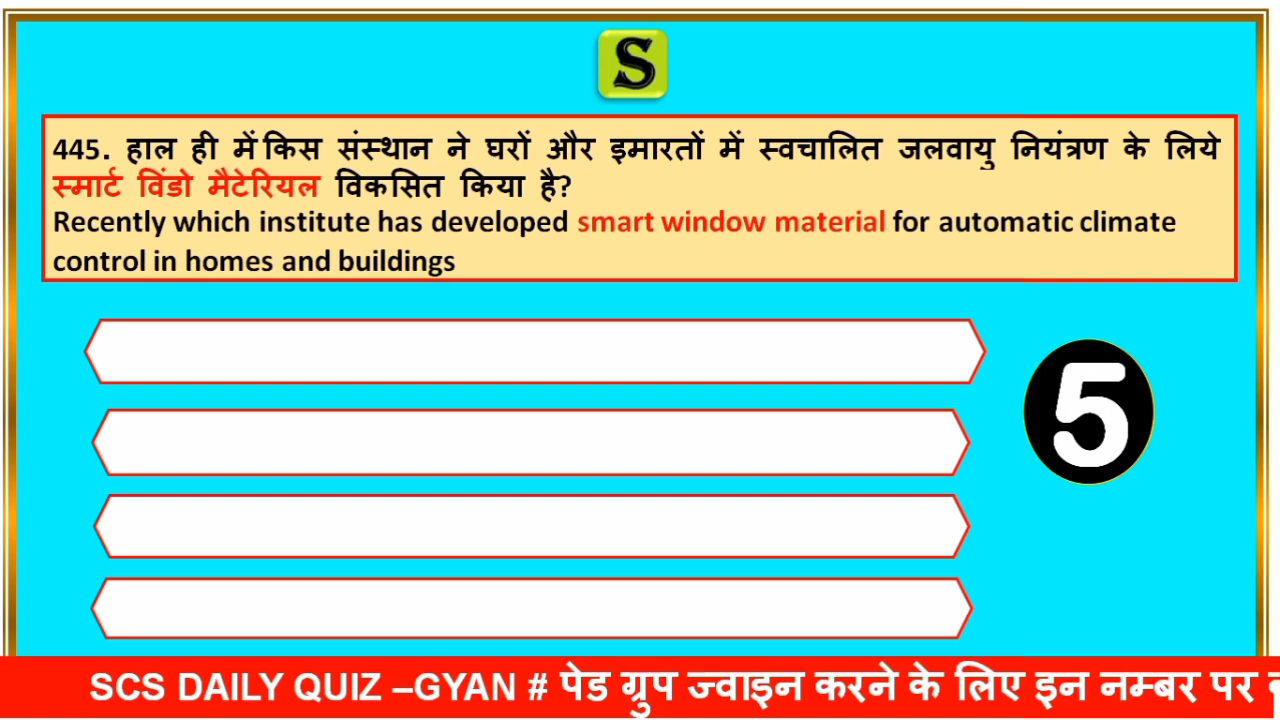 S
445. हाल ही में किस संस्थान ने घरों और इमारतों में स्वचालित जलवायु नियंत्रण के लिये
स्मार्ट विंडो मैटेरियल विकसित किया है?
Recently which institute has developed smart window material for automatic climate
control in homes and buildings
5
SCS DAILY QUIZ –GYAN # पेड ग्रुप ज्वाइन करने के लिए इन नम्बर पर